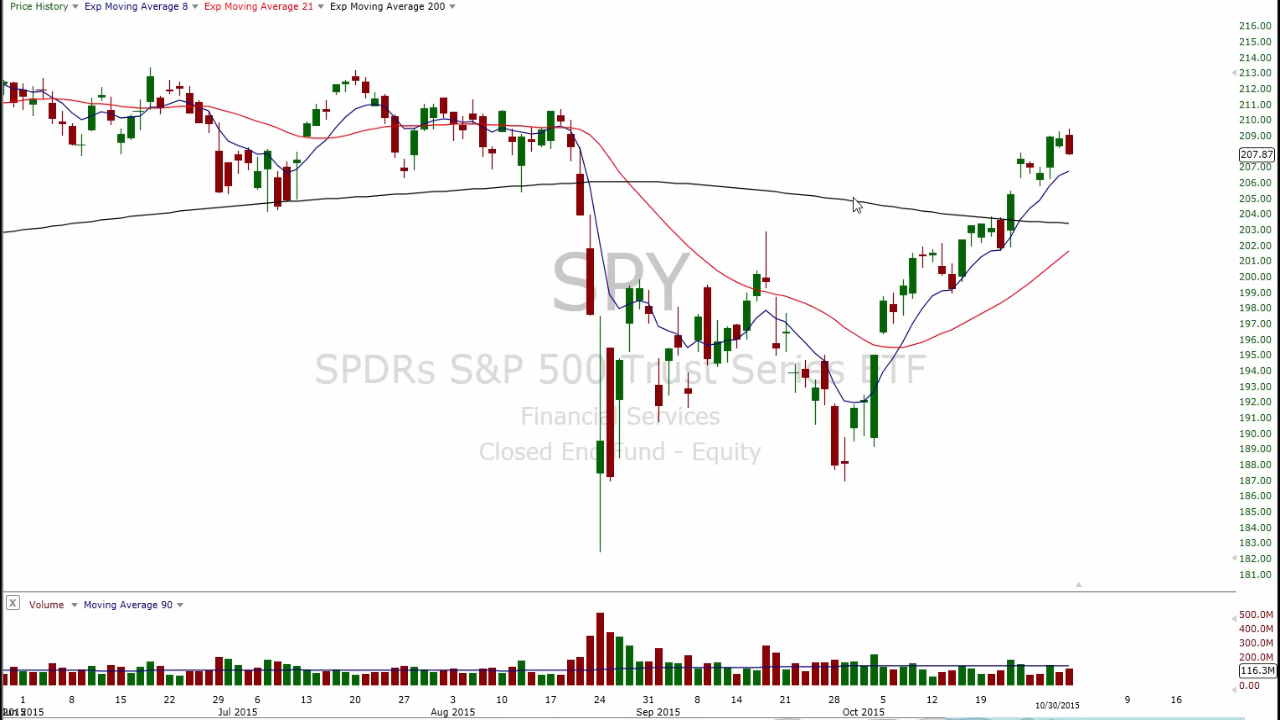 Price History Exp Moving Average 8 Exp Moving Average 21 Exp Moving Average 200
216.00
215.00
214.00
213.00
212.00
211.00
210.00
209.00
207.87
207.00
206.00
205.00
204.00
203.00
202.00
201.00
200.00
199.00
198.00
197.00
196.00
195.00
194.00
193.00
192.00
191.00
190.00
189.00
188.00
187.00
186.00
185.00
184.00
183.00
182.00
181.00
SPY
SPDRs S&P 500 Trust Series ETF
Financial Services
Closed End Fund - Equity
X Volume Moving Average 90
500.0M
400.0M
300.0M
200.0M
116.3M
0.00
1 8 15 22 29 6 13 20 27 3 10 17 24 31 8 14 21 28 5 12 19 10/30/2015 9 16
2015 Jul 2015 Aug 2015 Sep 2015 Oct 2015